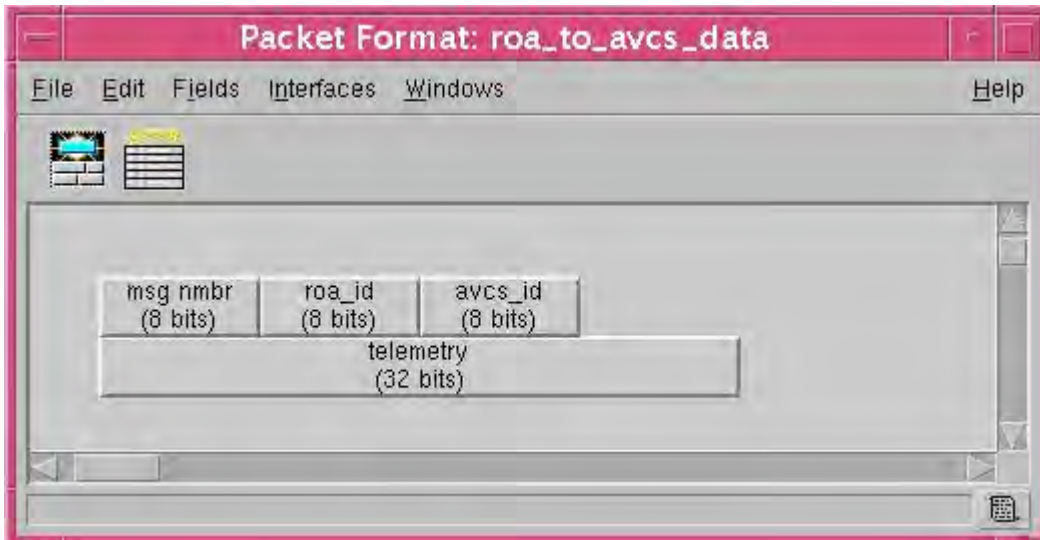 Packet Format: roa_to_avcs_data
File Edit Fields Interfaces Windows Help
msg nmbr roa_id avcs_id
(8 bits) (8 bits) (8 bits)
telemetry
(32 bits)